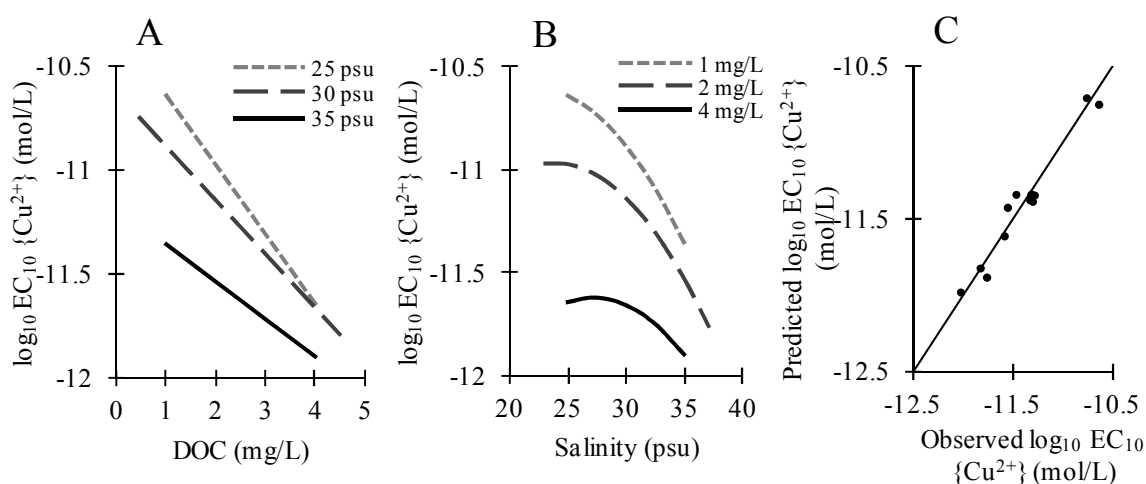 A
25 psu
30 psu
35 psu
log₁₀ EC₁₀ {Cu²⁺} (mol/L)
-10.5
-11
-11.5
-12
0 1 2 3 4 5
DOC (mg/L)
B
1 mg/L
2 mg/L
4 mg/L
log₁₀ EC₁₀ {Cu²⁺} (mol/L)
-10.5
-11
-11.5
-12
20 25 30 35 40
Salinity (psu)
C
Predicted log₁₀ EC₁₀ {Cu²⁺}
(mol/L)
-10.5
-11.5
-12.5
-12.5 -11.5 -10.5
Observed log₁₀ EC₁₀
{Cu²⁺} (mol/L)